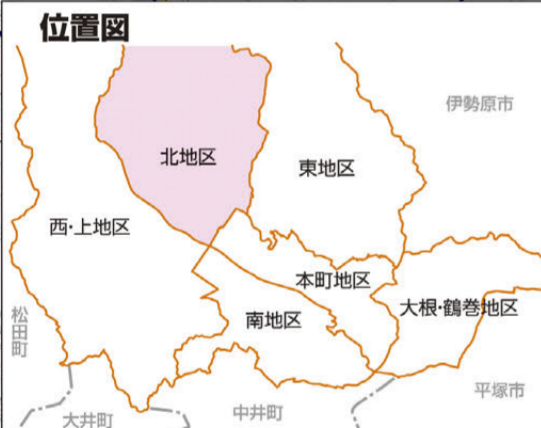 位置図
伊勢原市
北地区
東地区
西・上地区
本町地区
大根・鶴巻地区
南地区
松田町
平塚市
大井町
中井町